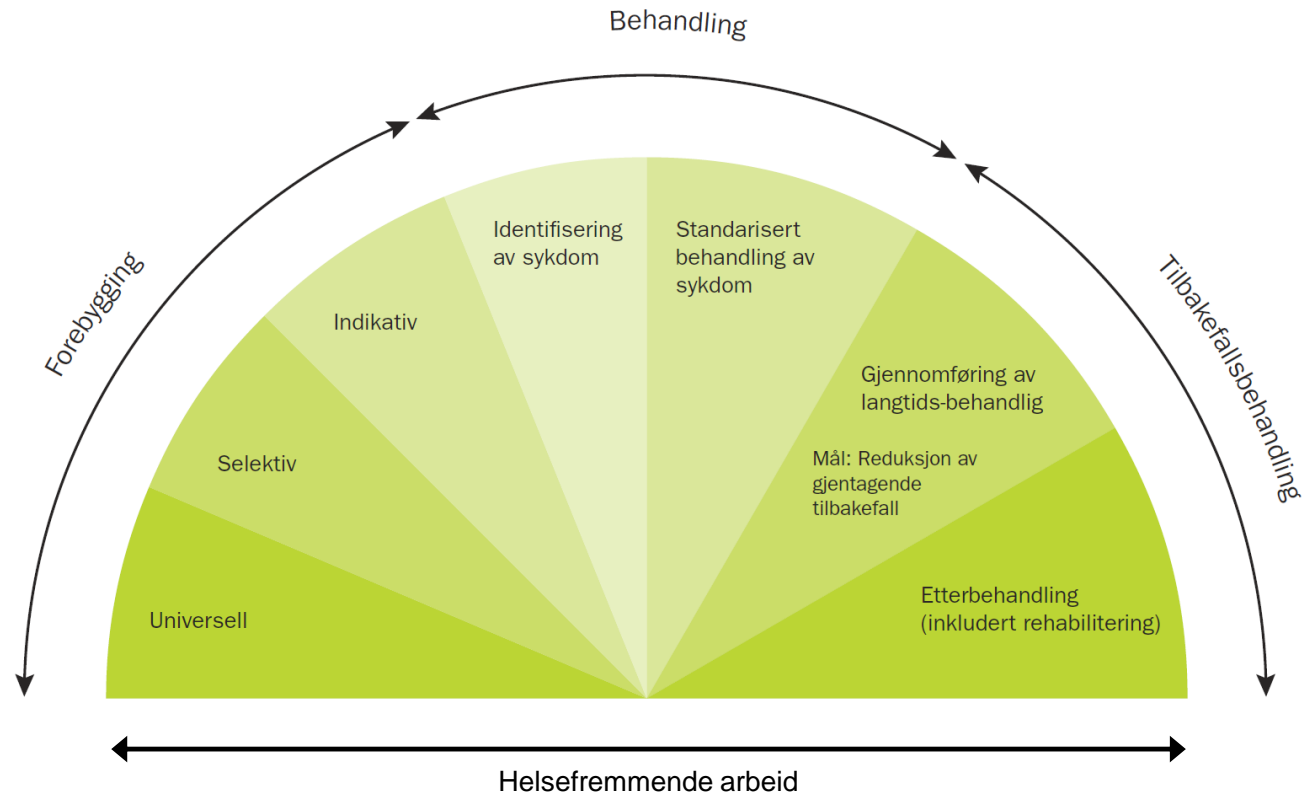 Behandling
Forebygging
Tilbakefallsbehandling
Identifisering
av sykdom
Standarisert
behandling av
sykdom
Indikativ
Gjennomføring av
langtids-behandlig
Selektiv
Mål: Reduksjon av
gjentagende
tilbakefall
Universell
Etterbehandling
(inkludert rehabilitering)
Helsefremmende arbeid